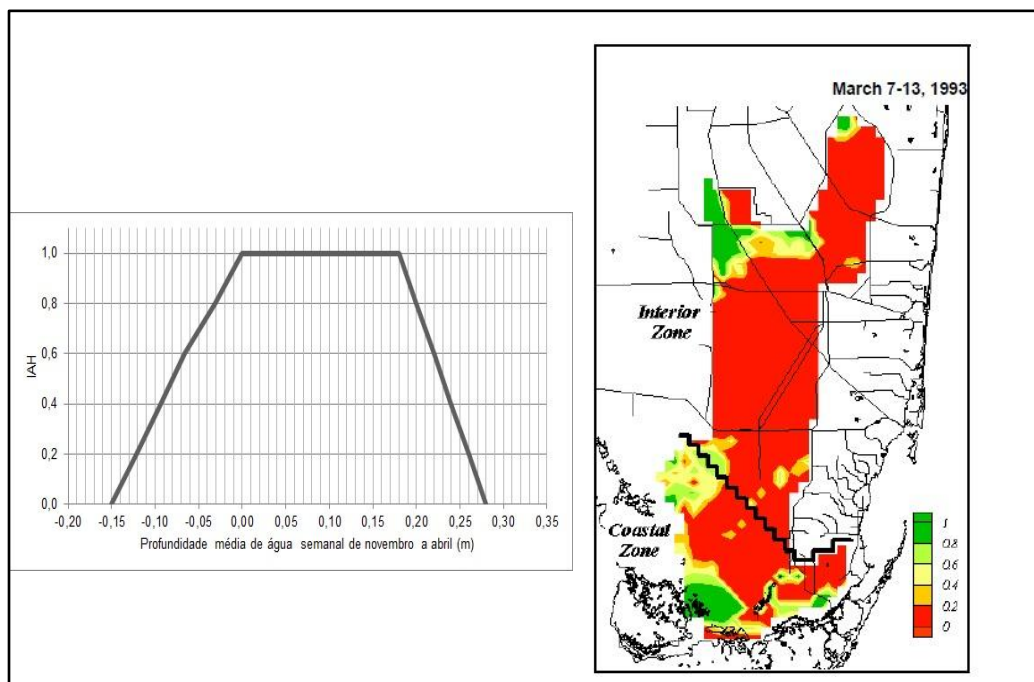 1,0
0,8
0,6
0,4
0,2
0,0
IAH
-0,20 -0,15 -0,10 -0,05 0,00 0,05 0,10 0,15 0,20 0,25 0,30 0,35
Profundidade média de água semanal de novembro a abril (m)
March 7-13, 1993
Interior
Zone
Coastal
Zone
1
0.8
0.6
0.4
0.2
0